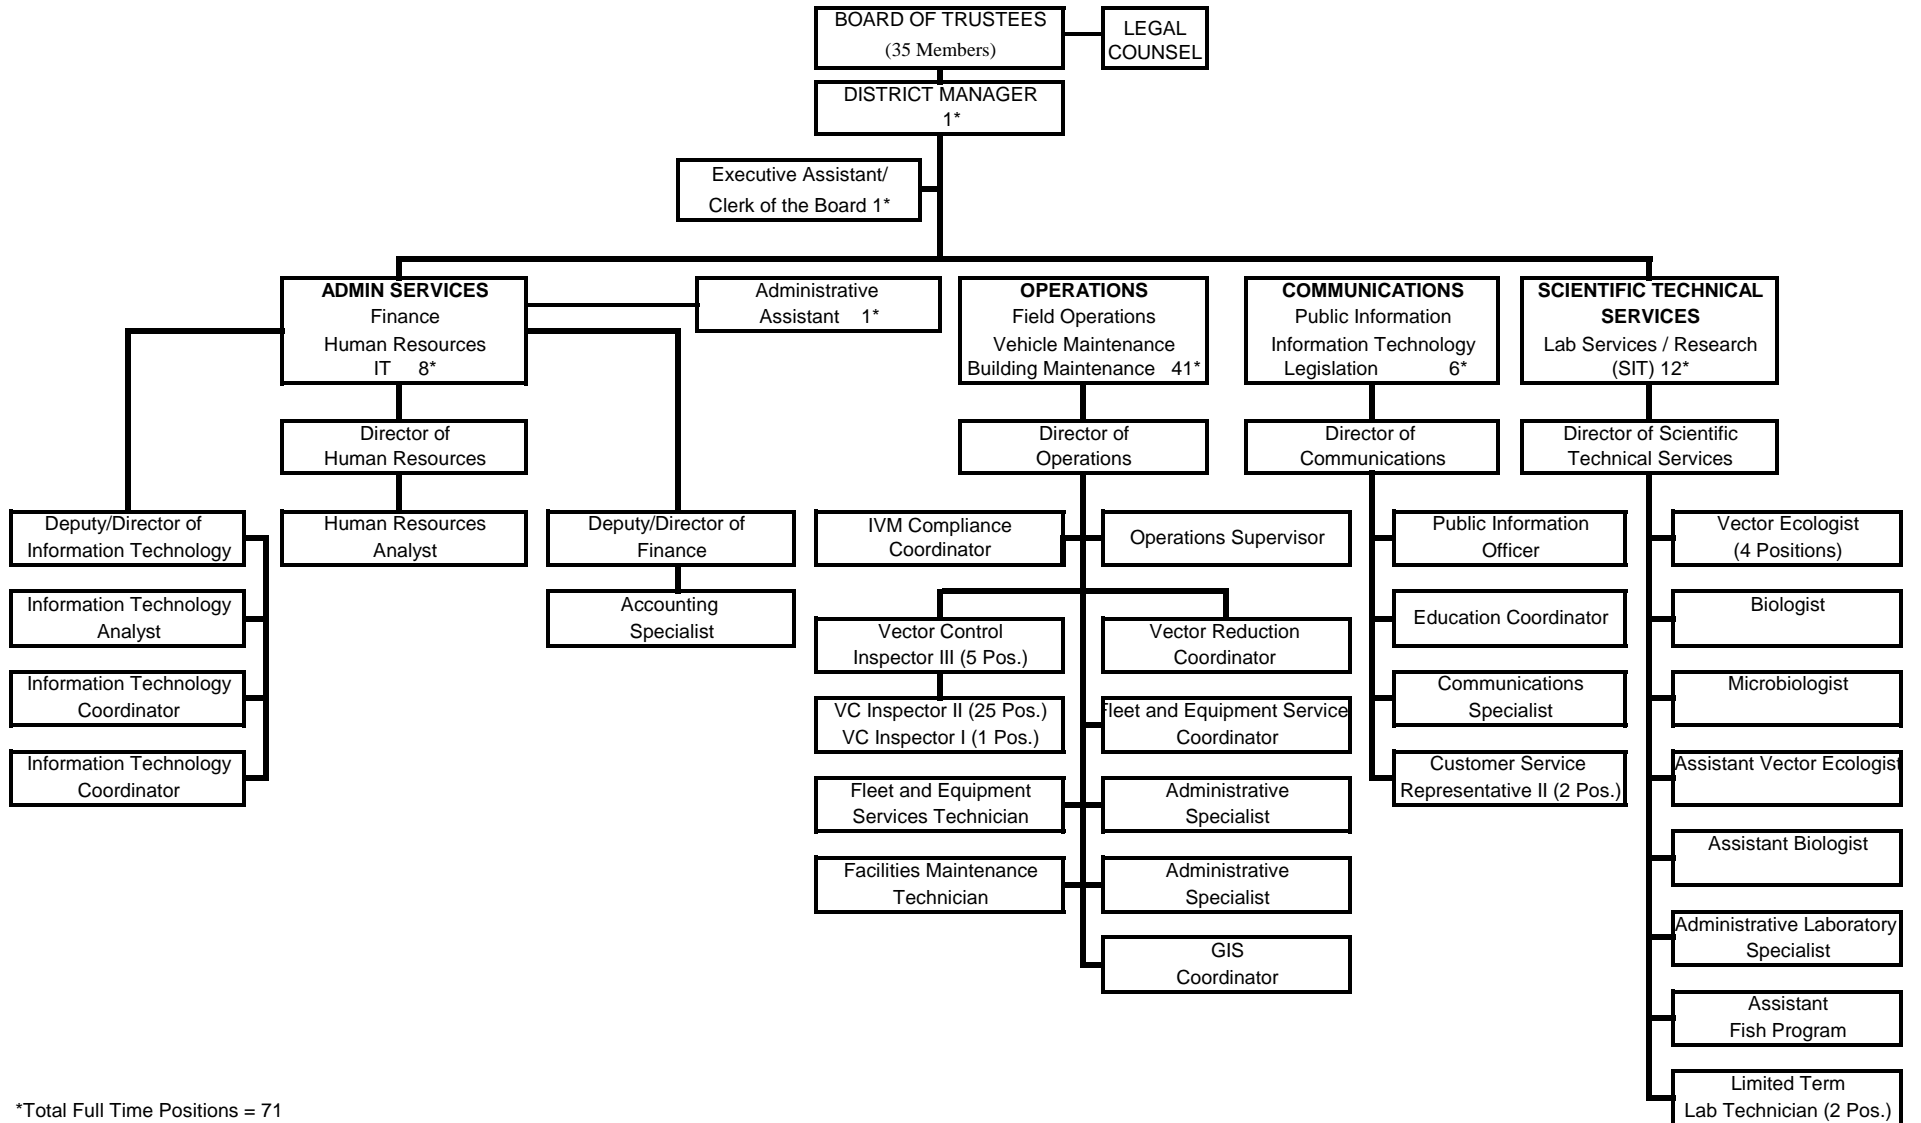 BOARD OF TRUSTEES
(35 Members)
LEGAL
COUNSEL
DISTRICT MANAGER
1*
Executive Assistant/
Clerk of the Board 1*
ADMIN SERVICES
Finance
Human Resources
IT 8*
Administrative
Assistant 1*
OPERATIONS
Field Operations
Vehicle Maintenance
Building Maintenance 41*
COMMUNICATIONS
Public Information
Information Technology
Legislation 6*
SCIENTIFIC TECHNICAL
SERVICES
Lab Services / Research
(SIT) 12*
Director of
Human Resources
Director of
Operations
Director of
Communications
Director of Scientific
Technical Services
Deputy/Director of
Information Technology
Human Resources
Analyst
Deputy/Director of
Finance
IVM Compliance
Coordinator
Operations Supervisor
Public Information
Officer
Vector Ecologist
(4 Positions)
Information Technology
Analyst
Accounting
Specialist
Vector Control
Inspector III (5 Pos.)
Vector Reduction
Coordinator
Education Coordinator
Biologist
Information Technology
Coordinator
VC Inspector II (25 Pos.)
VC Inspector I (1 Pos.)
Fleet and Equipment Service
Coordinator
Communications
Specialist
Microbiologist
Information Technology
Coordinator
Fleet and Equipment
Services Technician
Administrative
Specialist
Customer Service
Representative II (2 Pos.)
Assistant Vector Ecologist
Facilities Maintenance
Technician
Administrative
Specialist
Assistant Biologist
GIS
Coordinator
Administrative Laboratory
Specialist
Assistant
Fish Program
Limited Term
Lab Technician (2 Pos.)
*Total Full Time Positions = 71